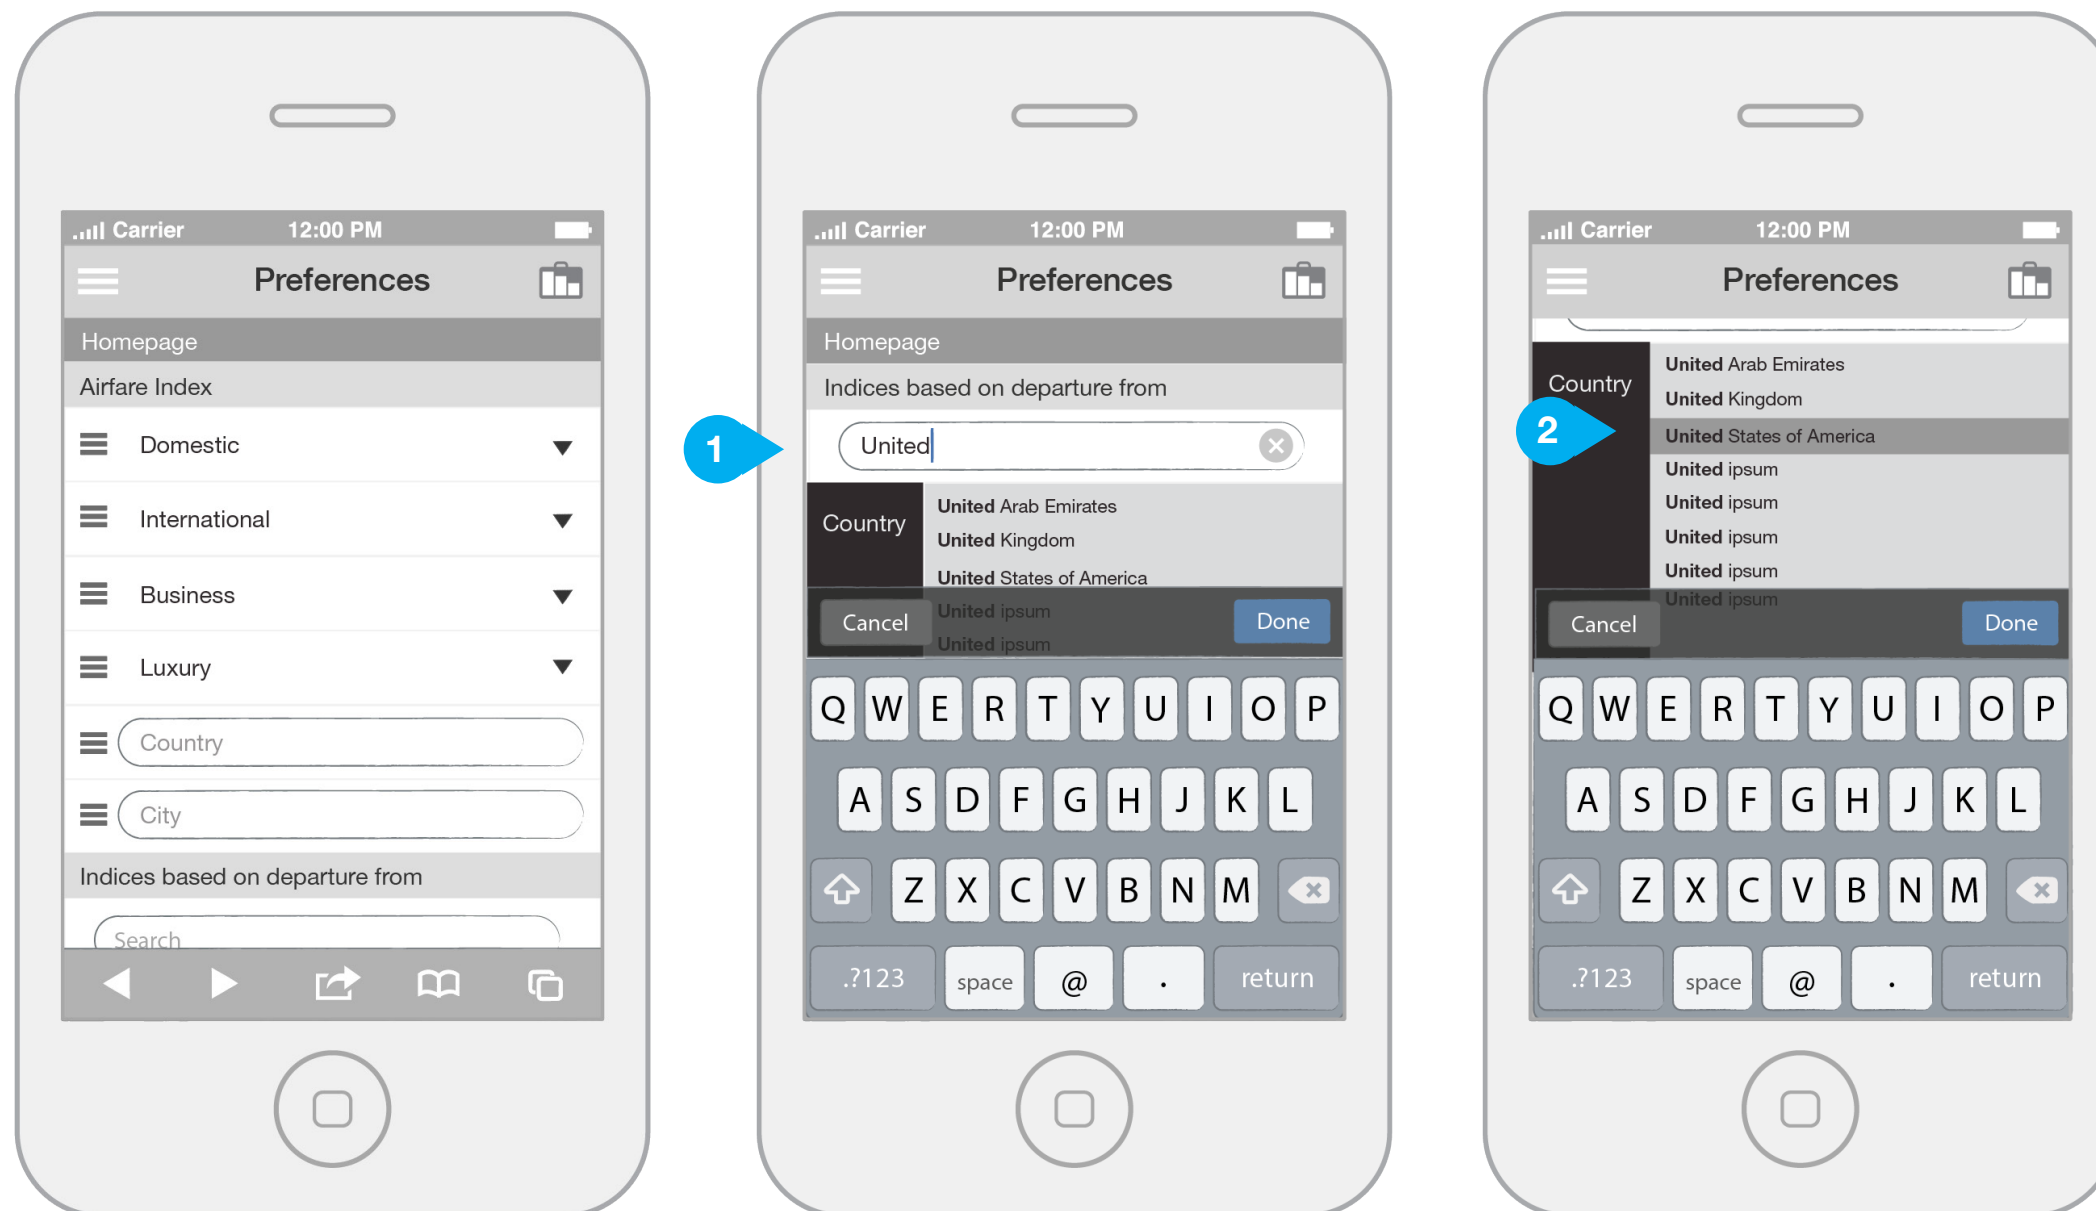 Carrier 12:00 PM
Preferences
Homepage
Airfare Index
Domestic
International
Business
Luxury
Country
City
Indices based on departure from
Search
1
Carrier 12:00 PM
Preferences
Homepage
Indices based on departure from
United
Country
United Arab Emirates
United Kingdom
United States of America
United ipsum
United ipsum
Cancel
Done
Q W E R T Y U I O P
A S D F G H J K L
Z X C V B N M
.?123 space @ . return
2
Carrier 12:00 PM
Preferences
Country
United Arab Emirates
United Kingdom
United States of America
United ipsum
United ipsum
United ipsum
United ipsum
United ipsum
Cancel
Done
Q W E R T Y U I O P
A S D F G H J K L
Z X C V B N M
.?123 space @ . return